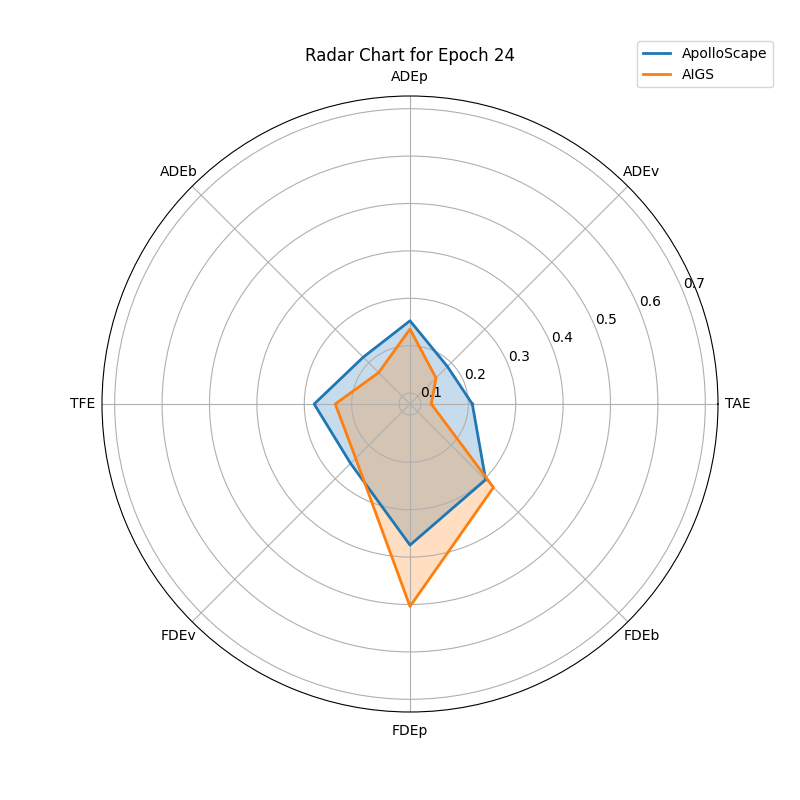 Radar Chart for Epoch 24
ApolloScape
AIGS
ADEp
ADEb
ADEv
0.7
0.6
0.5
0.4
0.3
0.2
0.1
TFE
TAE
FDEv
FDEb
FDEp